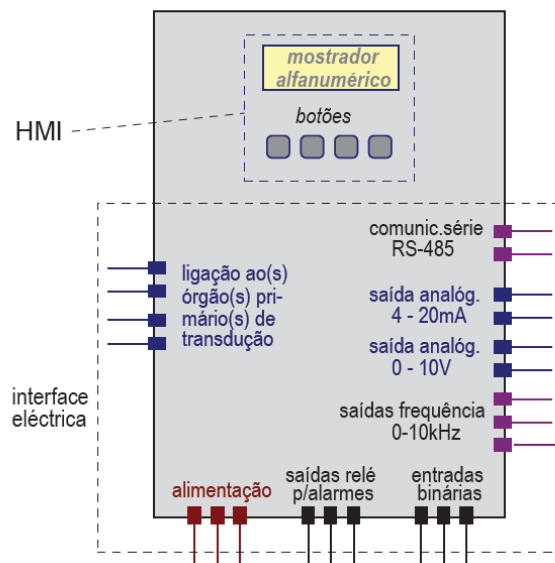 mostrador
alfanumérico
botões
HMI
comunic.série
RS-485
ligação ao(s)
órgão(s) pri-
mário(s) de
transdução
saída analóg.
4 - 20mA
saída analóg.
0 - 10V
interface
eléctrica
saídas frequência
0-10kHz
alimentação
saídas relé
p/alarmes
entradas
binárias